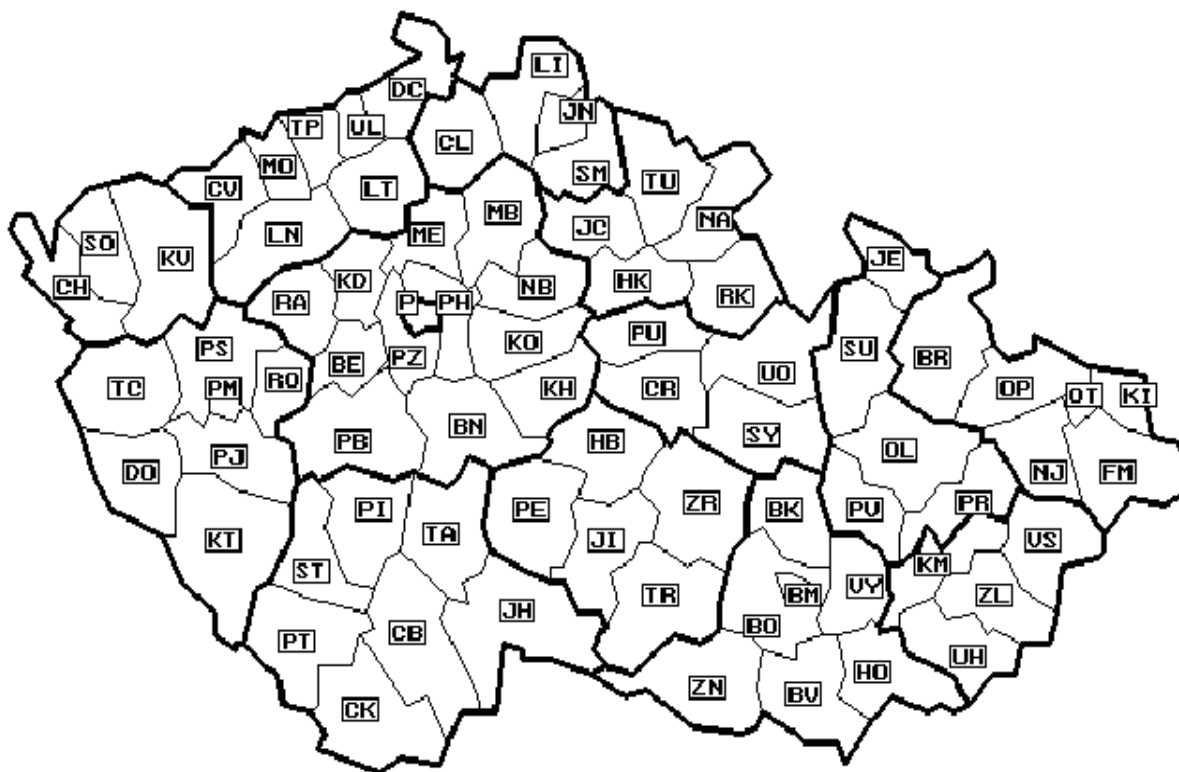 LI
DC
JN
TP
UL
CL
MO
SM
TU
CV
LT
MB
NA
SO
LN
ME
JC
KV
JE
CH
KD
NB
HK
RK
RA
P
PH
PS
PU
BE
PZ
KO
SU
BR
TC
PM
RO
KH
CR
UO
OP
OT
KI
PB
BN
HB
SY
OL
DO
PJ
NJ
FM
PI
PE
ZR
BK
PV
PR
KT
TA
JI
VS
ST
KM
TR
BM
VY
ZL
PT
CB
JH
BO
UH
CK
ZN
BV
HO